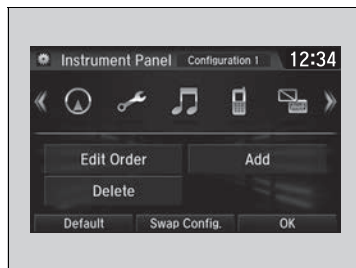 Instrument Panel Configuration 1 12:34
Edit Order Add
Delete
Default Swap Config. OK